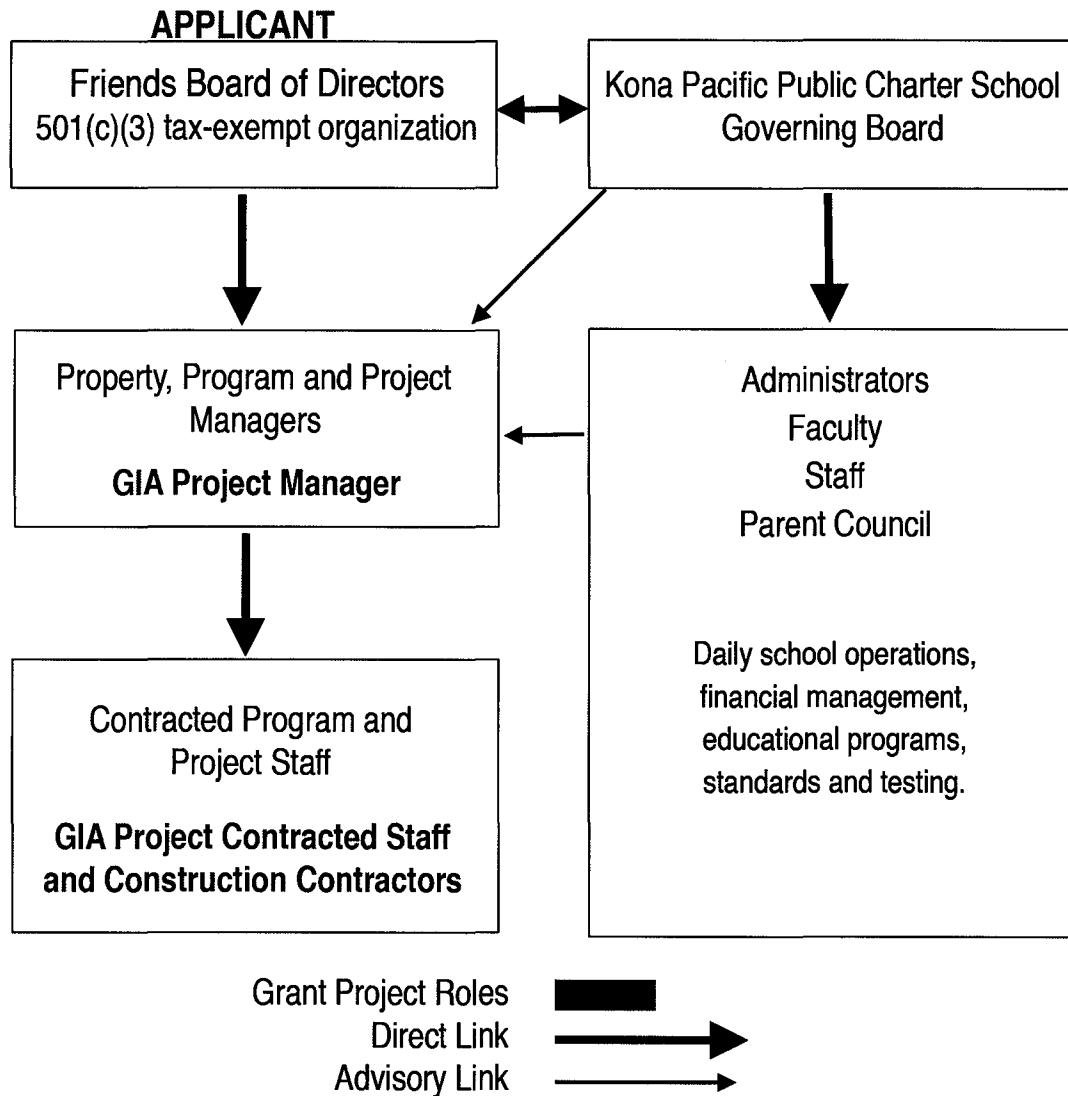 APPLICANT
Friends Board of Directors
501(c)(3) tax-exempt organization
Kona Pacific Public Charter School
Governing Board
Property, Program and Project
Managers
GIA Project Manager
Administrators
Faculty
Staff
Parent Council
Daily school operations,
financial management,
educational programs,
standards and testing.
Contracted Program and
Project Staff
GIA Project Contracted Staff
and Construction Contractors
Grant Project Roles
Direct Link
Advisory Link